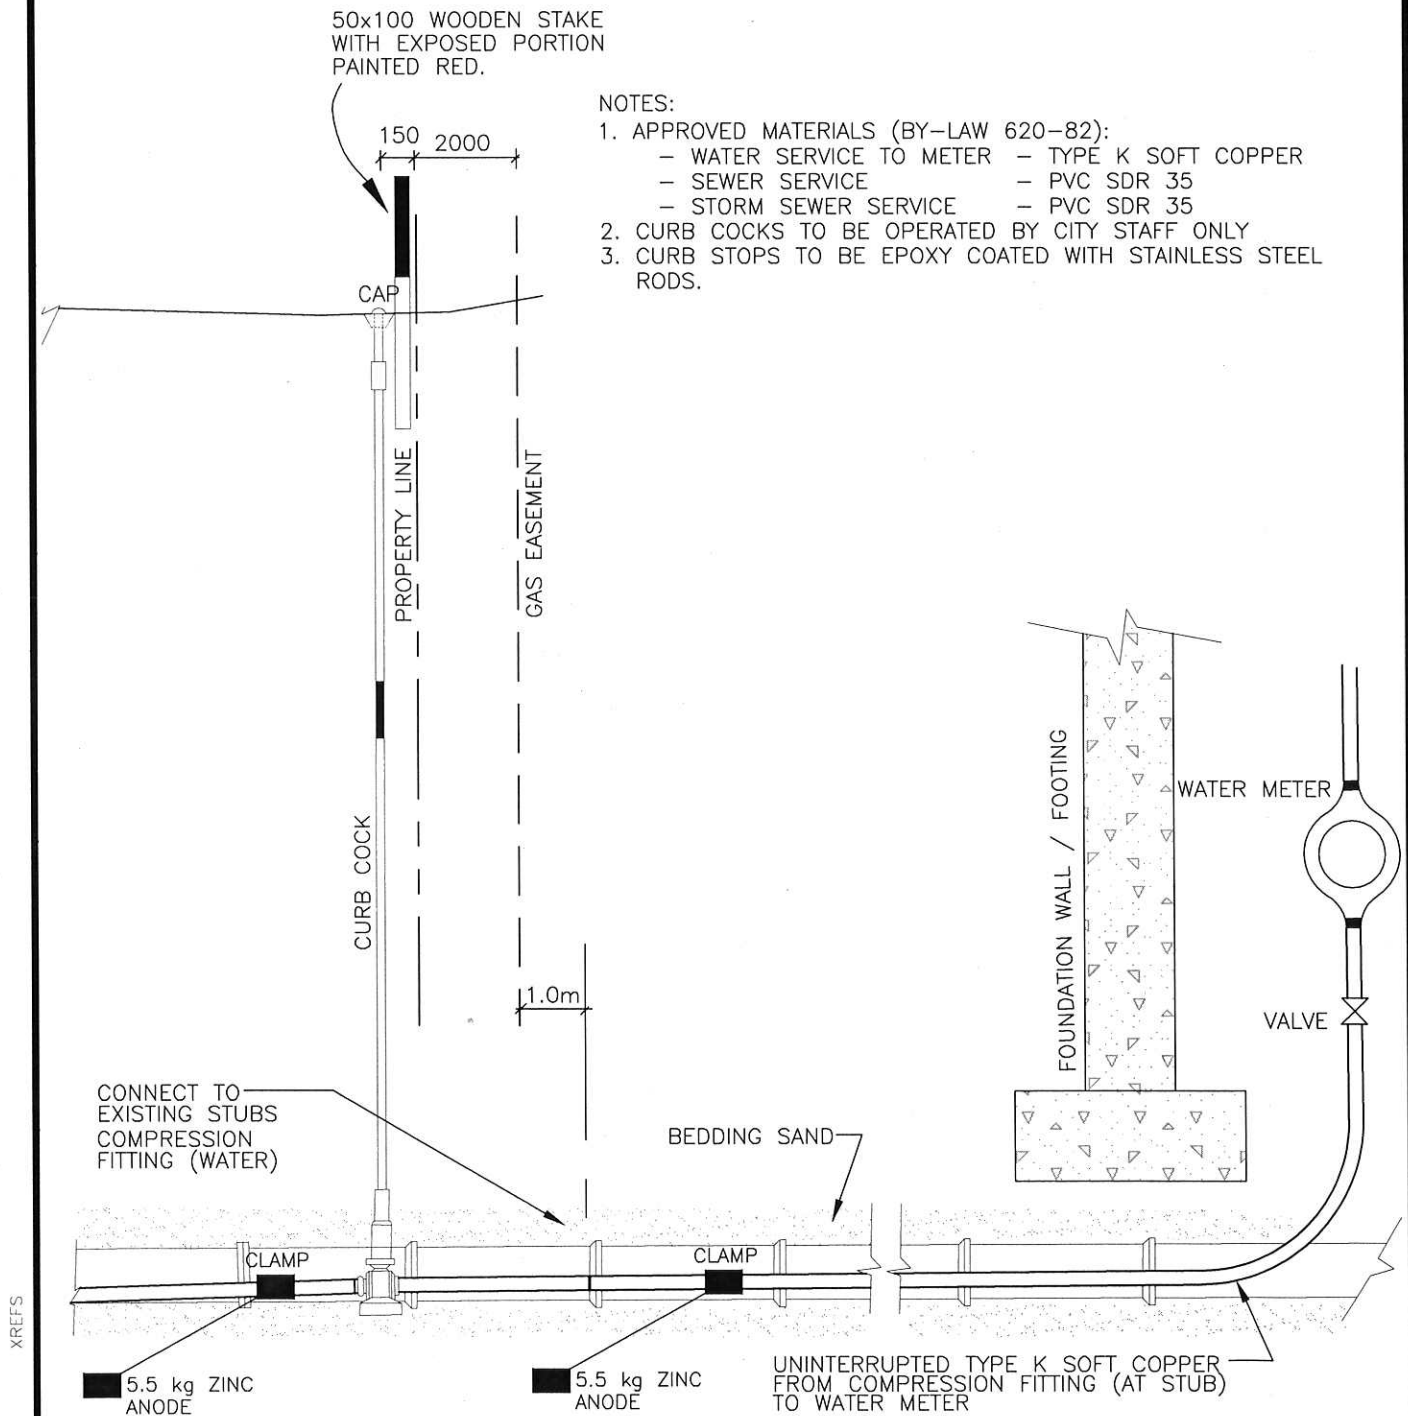 50x100 WOODEN STAKE
WITH EXPOSED PORTION
PAINTED RED.
NOTES:
1. APPROVED MATERIALS (BY-LAW 620-82):
- WATER SERVICE TO METER - TYPE K SOFT COPPER
- SEWER SERVICE - PVC SDR 35
- STORM SEWER SERVICE - PVC SDR 35
2. CURB COCKS TO BE OPERATED BY CITY STAFF ONLY
3. CURB STOPS TO BE EPOXY COATED WITH STAINLESS STEEL
RODS.
150
2000
CAP
PROPERTY LINE
GAS EASEMENT
CURB COCK
FOUNDATION WALL / FOOTING
WATER METER
1.0m
VALVE
CONNECT TO
EXISTING STUBS
COMPRESSION
FITTING (WATER)
BEDDING SAND
CLAMP
CLAMP
5.5 kg ZINC
ANODE
5.5 kg ZINC
ANODE
UNINTERRUPTED TYPE K SOFT COPPER
FROM COMPRESSION FITTING (AT STUB)
TO WATER METER
XREFS